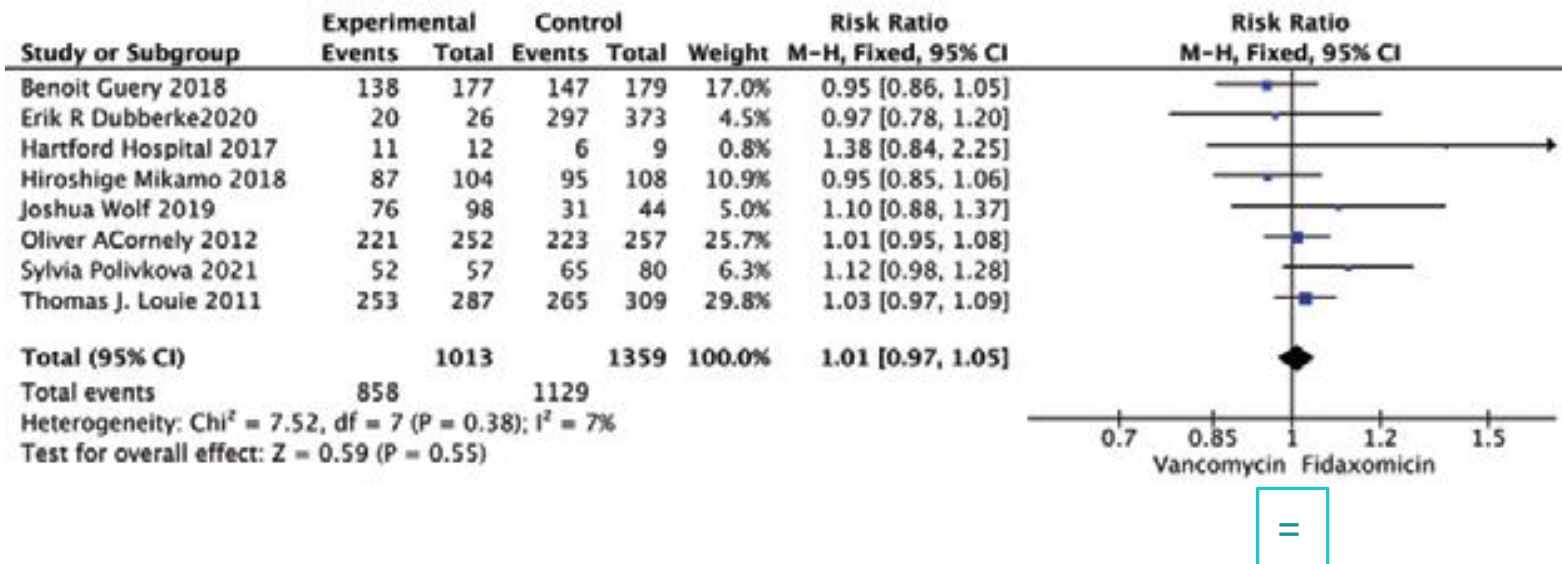 Experimental Control Risk Ratio Risk Ratio
Study or Subgroup Events Total Events Total Weight M-H, Fixed, 95% CI M-H, Fixed, 95% CI
Benoit Guery 2018 138 177 147 179 17.0% 0.95 [0.86, 1.05]
Erik R Dubberke2020 20 26 297 373 4.5% 0.97 [0.78, 1.20]
Hartford Hospital 2017 11 12 6 9 0.8% 1.38 [0.84, 2.25]
Hiroshige Mikamo 2018 87 104 95 108 10.9% 0.95 [0.85, 1.06]
Joshua Wolf 2019 76 98 31 44 5.0% 1.10 [0.88, 1.37]
Oliver ACornely 2012 221 252 223 257 25.7% 1.01 [0.95, 1.08]
Sylvia Polivkova 2021 52 57 65 80 6.3% 1.12 [0.98, 1.28]
Thomas J. Louie 2011 253 287 265 309 29.8% 1.03 [0.97, 1.09]
Total (95% CI) 1013 1359 100.0% 1.01 [0.97, 1.05]
Total events 858 1129
Heterogeneity: Chi² = 7.52, df = 7 (P = 0.38); I² = 7%
Test for overall effect: Z = 0.59 (P = 0.55)
0.7 0.85 1 1.2 1.5
Vancomycin Fidaxomicin
=